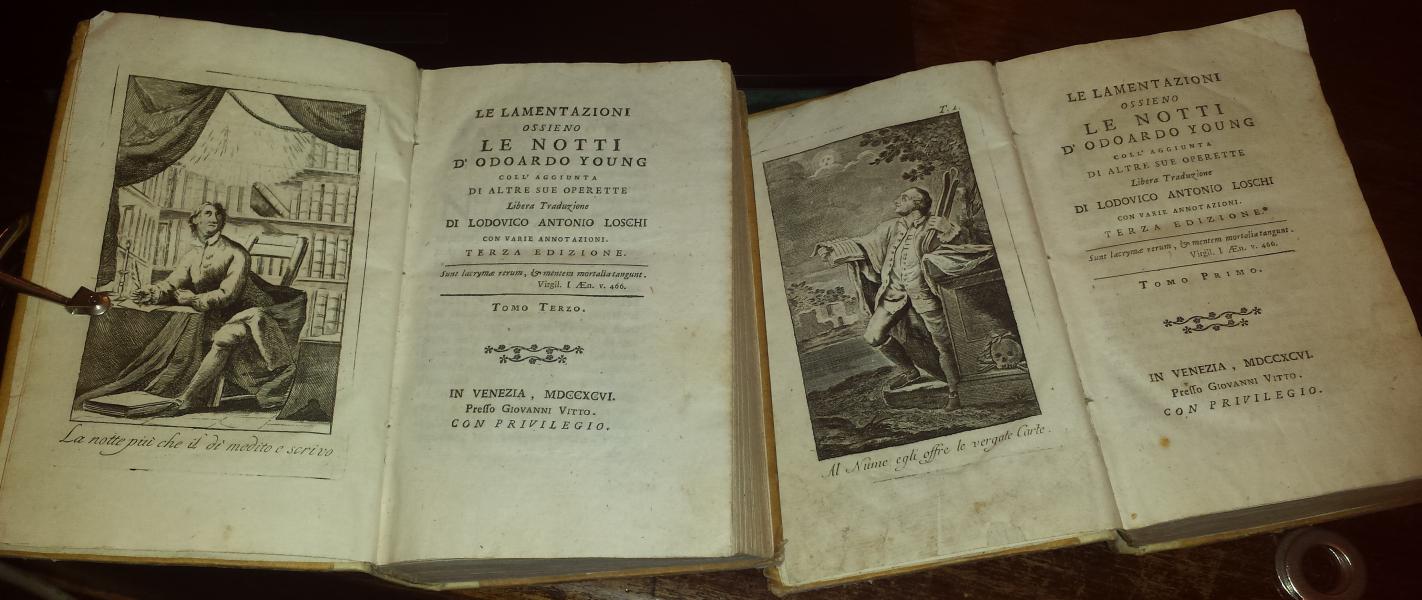 La notte più che il dì medito e scrivo
LE LAMENTAZIONI
OSSIENO
LE NOTTI
D' ODOARDO YOUNG
COLL' AGGIUNTA
DI ALTRE SUE OPERETTE
Libera Traduzione
DI LODOVICO ANTONIO LOSCHI
CON VARIE ANNOTAZIONI.
TERZA EDIZIONE.
Sunt lacrymæ rerum, & mentem mortalia tangunt.
Virgil. I Æn. v. 466.
TOMO TERZO.
IN VENEZIA, MDCCXCVI.
Preſſo GIOVANNI VITTO.
CON PRIVILEGIO.
T. I.
Al Nume egli offre le vergate Carte.
LE LAMENTAZIONI
OSSIENO
LE NOTTI
D' ODOARDO YOUNG
COLL' AGGIUNTA
DI ALTRE SUE OPERETTE
Libera Traduzione
DI LODOVICO ANTONIO LOSCHI
CON VARIE ANNOTAZIONI.
TERZA EDIZIONE.
Sunt lacrymæ rerum, & mentem mortalia tangunt.
Virgil. I Æn. v. 466.
TOMO PRIMO.
IN VENEZIA, MDCCXCVI.
Preſſo GIOVANNI VITTO.
CON PRIVILEGIO.